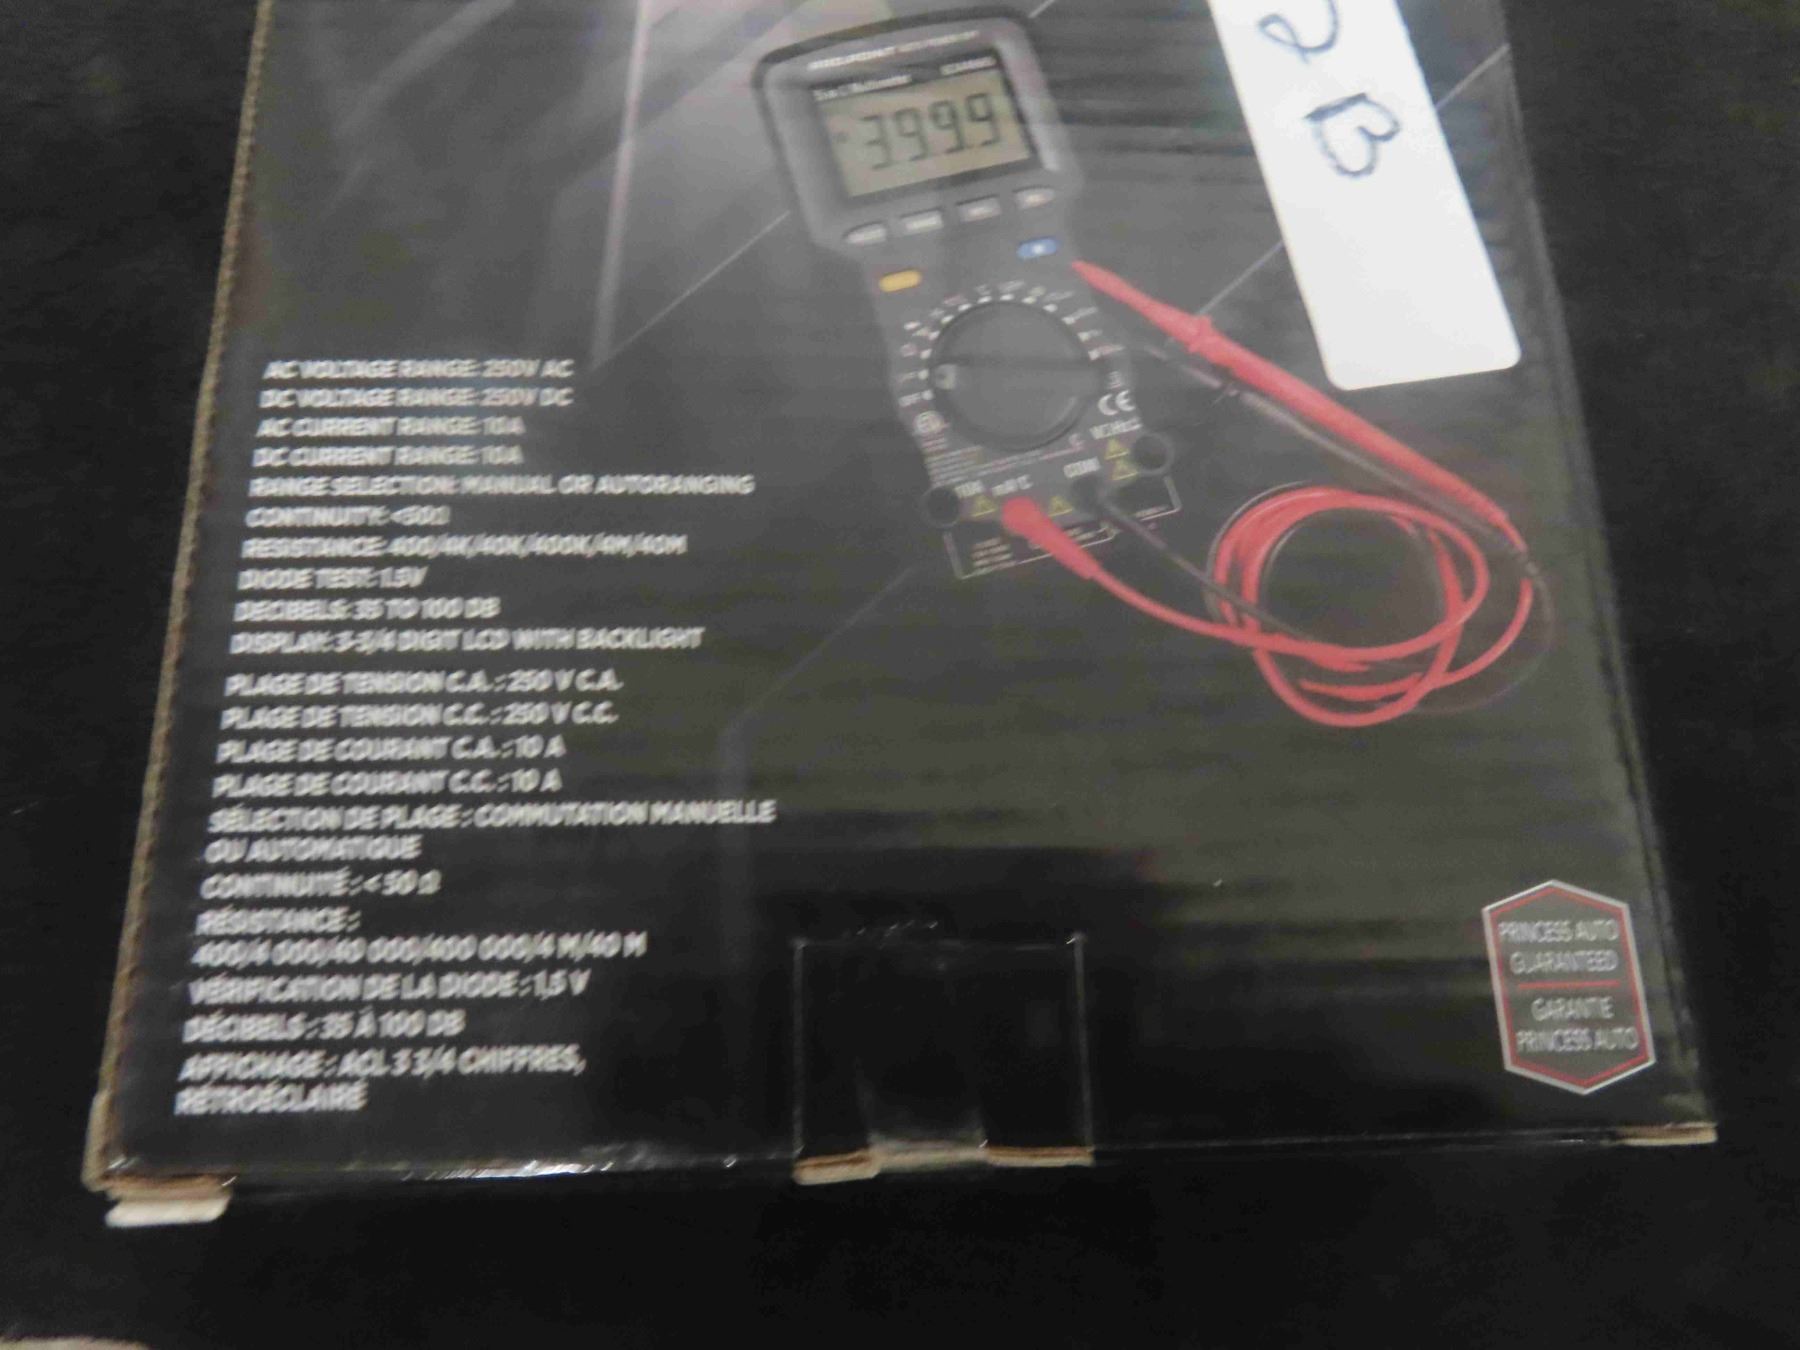 3999
2 B
CE
COM
10A
AC VOLTAGE RANGE: 250V AC
DC VOLTAGE RANGE: 250V DC
AC CURRENT RANGE: 10A
DC CURRENT RANGE: 10A
RANGE SELECTION: MANUAL OR AUTORANGING
CONTINUITY: <50Ω
RESISTANCE: 400/4K/40K/400K/4M/40M
DIODE TEST: 1.5V
DECIBELS: 35 TO 100 DB
DISPLAY: 3-3/4 DIGIT LCD WITH BACKLIGHT
PLAGE DE TENSION C.A. : 250 V C.A.
PLAGE DE TENSION C.C. : 250 V C.C.
PLAGE DE COURANT C.A. : 10 A
PLAGE DE COURANT C.C. : 10 A
SÉLECTION DE PLAGE : COMMUTATION MANUELLE
OU AUTOMATIQUE
CONTINUITÉ : < 50 Ω
RÉSISTANCE :
400/4 000/40 000/400 000/4 M/40 M
VÉRIFICATION DE LA DIODE : 1,5 V
DÉCIBELS : 35 À 100 DB
AFFICHAGE : ACL 3 3/4 CHIFFRES,
RÉTROÉCLAIRÉ
PRINCESS AUTO
GUARANTEED
GARANTIE
PRINCESS AUTO